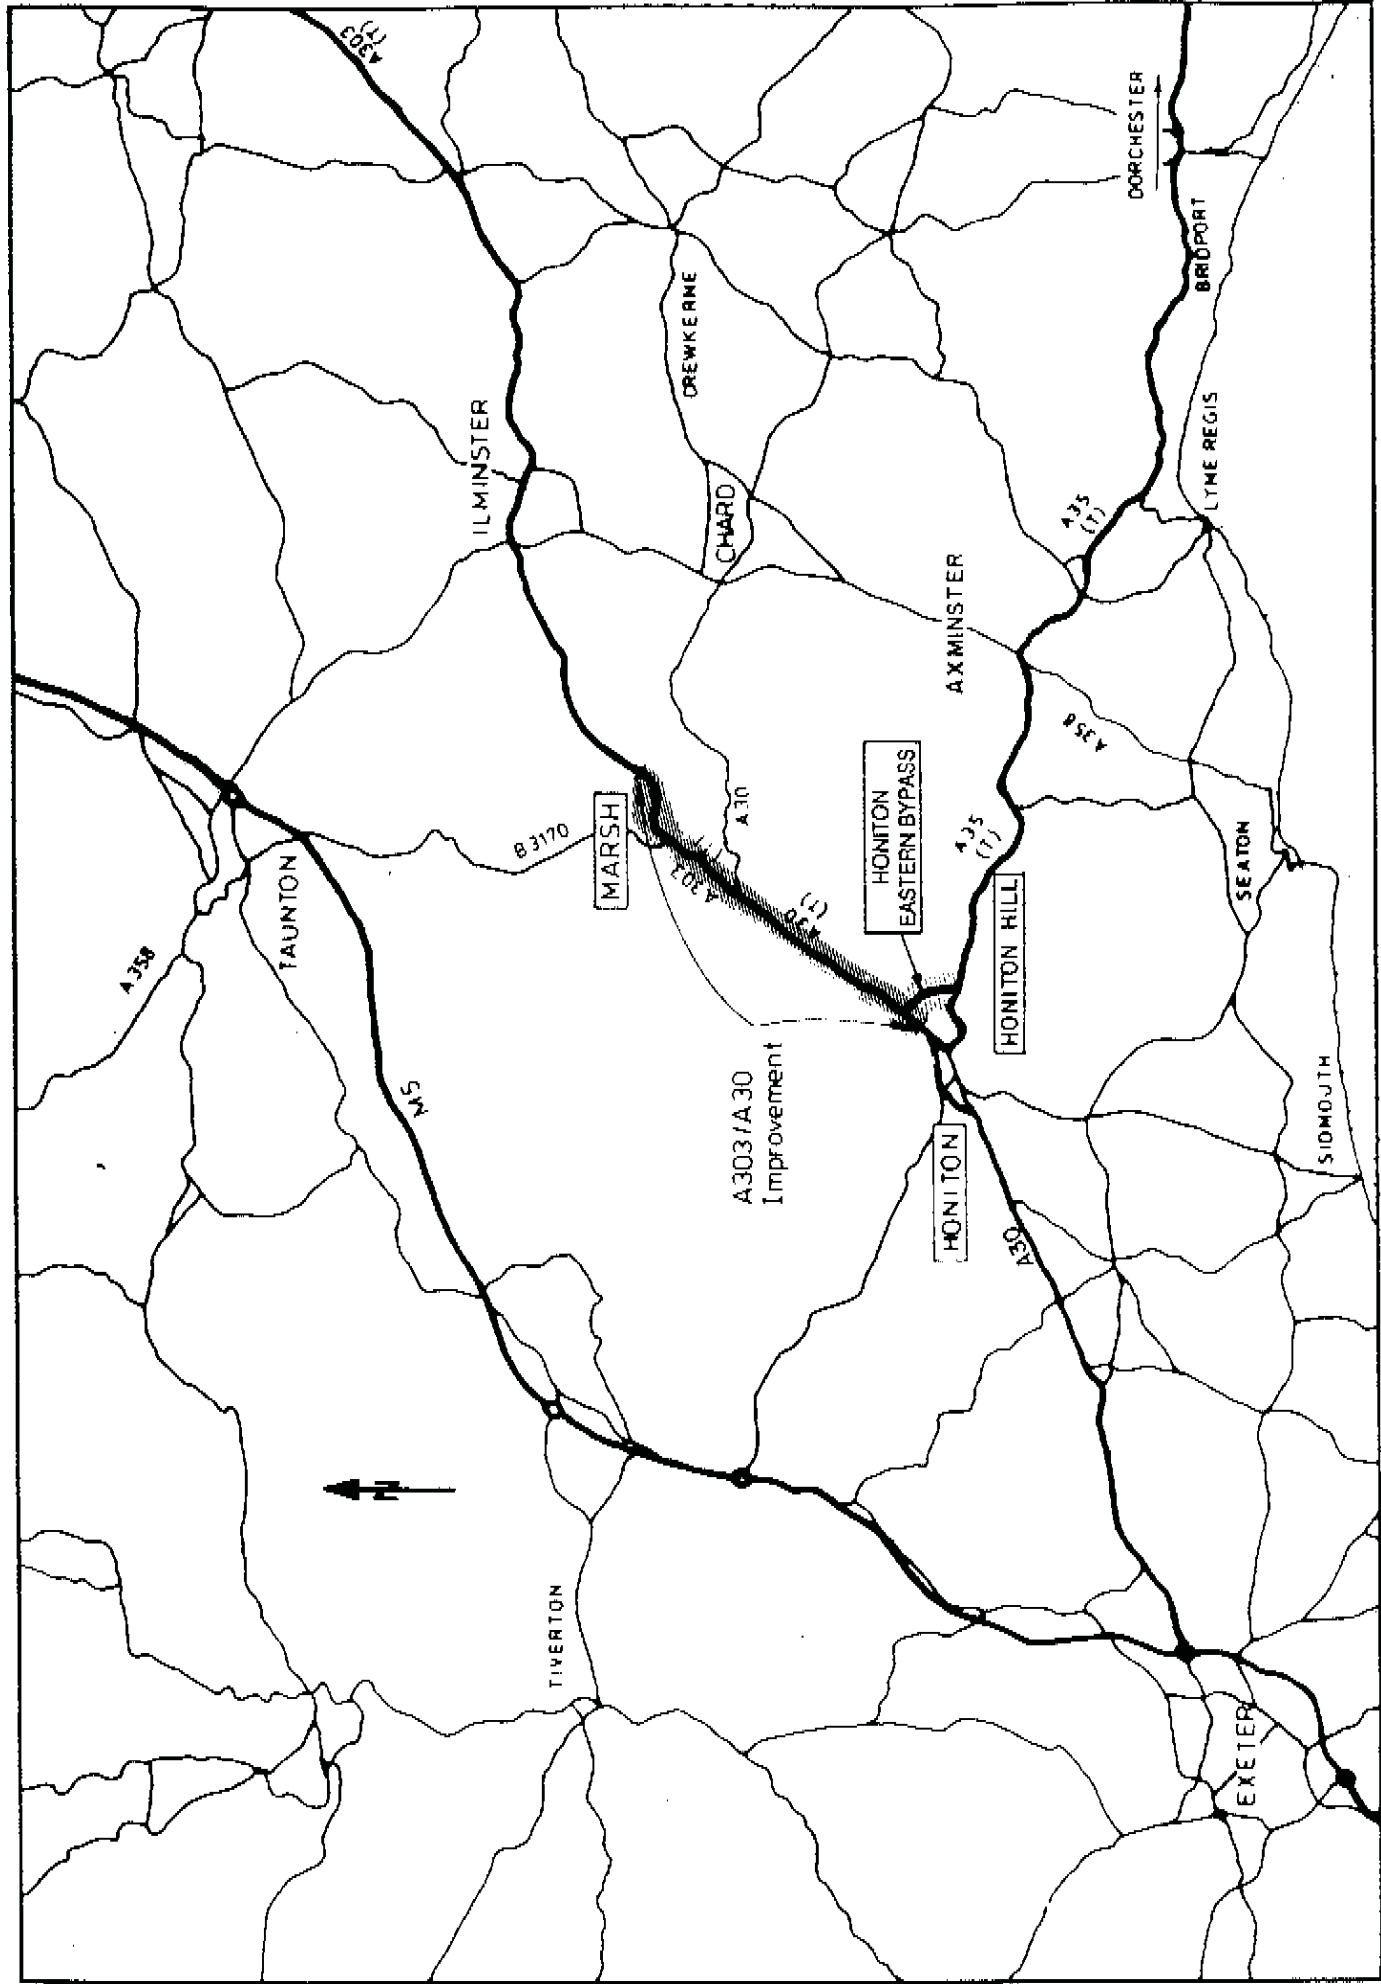 A303
(T)
A358
TAUNTON
M5
ILMINSTER
B 3170
MARSH
A303
A30
(T)
A30
CREWKERNE
CHARD
A303/A30
Improvement
N
TIVERTON
HONITON
EASTERN BYPASS
AXMINSTER
HONITON
HONITON HILL
A35
(T)
A35
(T)
A358
DORCHESTER
BRIDPORT
LYME REGIS
SEATON
SIDMOUTH
A30
EXETER